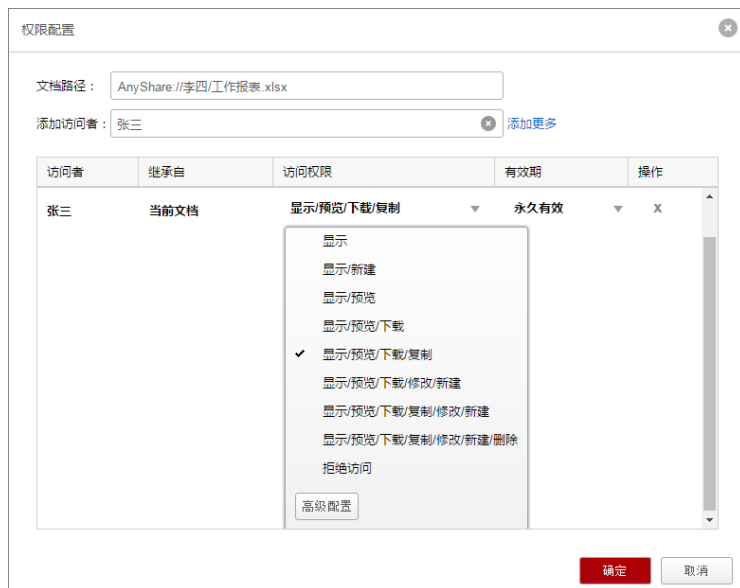 权限配置
文档路径： AnyShare://李四/工作报表.xlsx
添加访问者： 张三 添加更多
访问者 继承自 访问权限 有效期 操作
张三 当前文档 显示/预览/下载/复制 永久有效 X
显示
显示/新建
显示/预览
显示/预览/下载
显示/预览/下载/复制
显示/预览/下载/修改/新建
显示/预览/下载/复制/修改/新建
显示/预览/下载/复制/修改/新建/删除
拒绝访问
高级配置
确定 取消